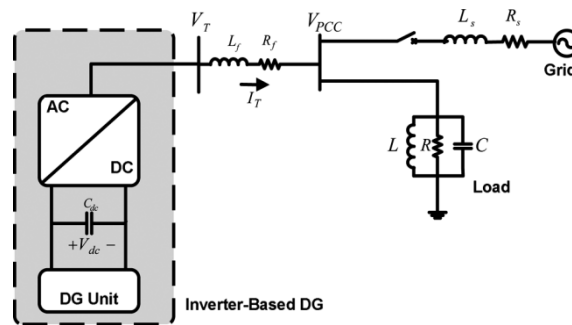 V_T
L_f
R_f
I_T
V_PCC
L_s
R_s
Grid
AC
DC
L
R
C
Load
C_dc
+V_dc −
DG Unit
Inverter-Based DG